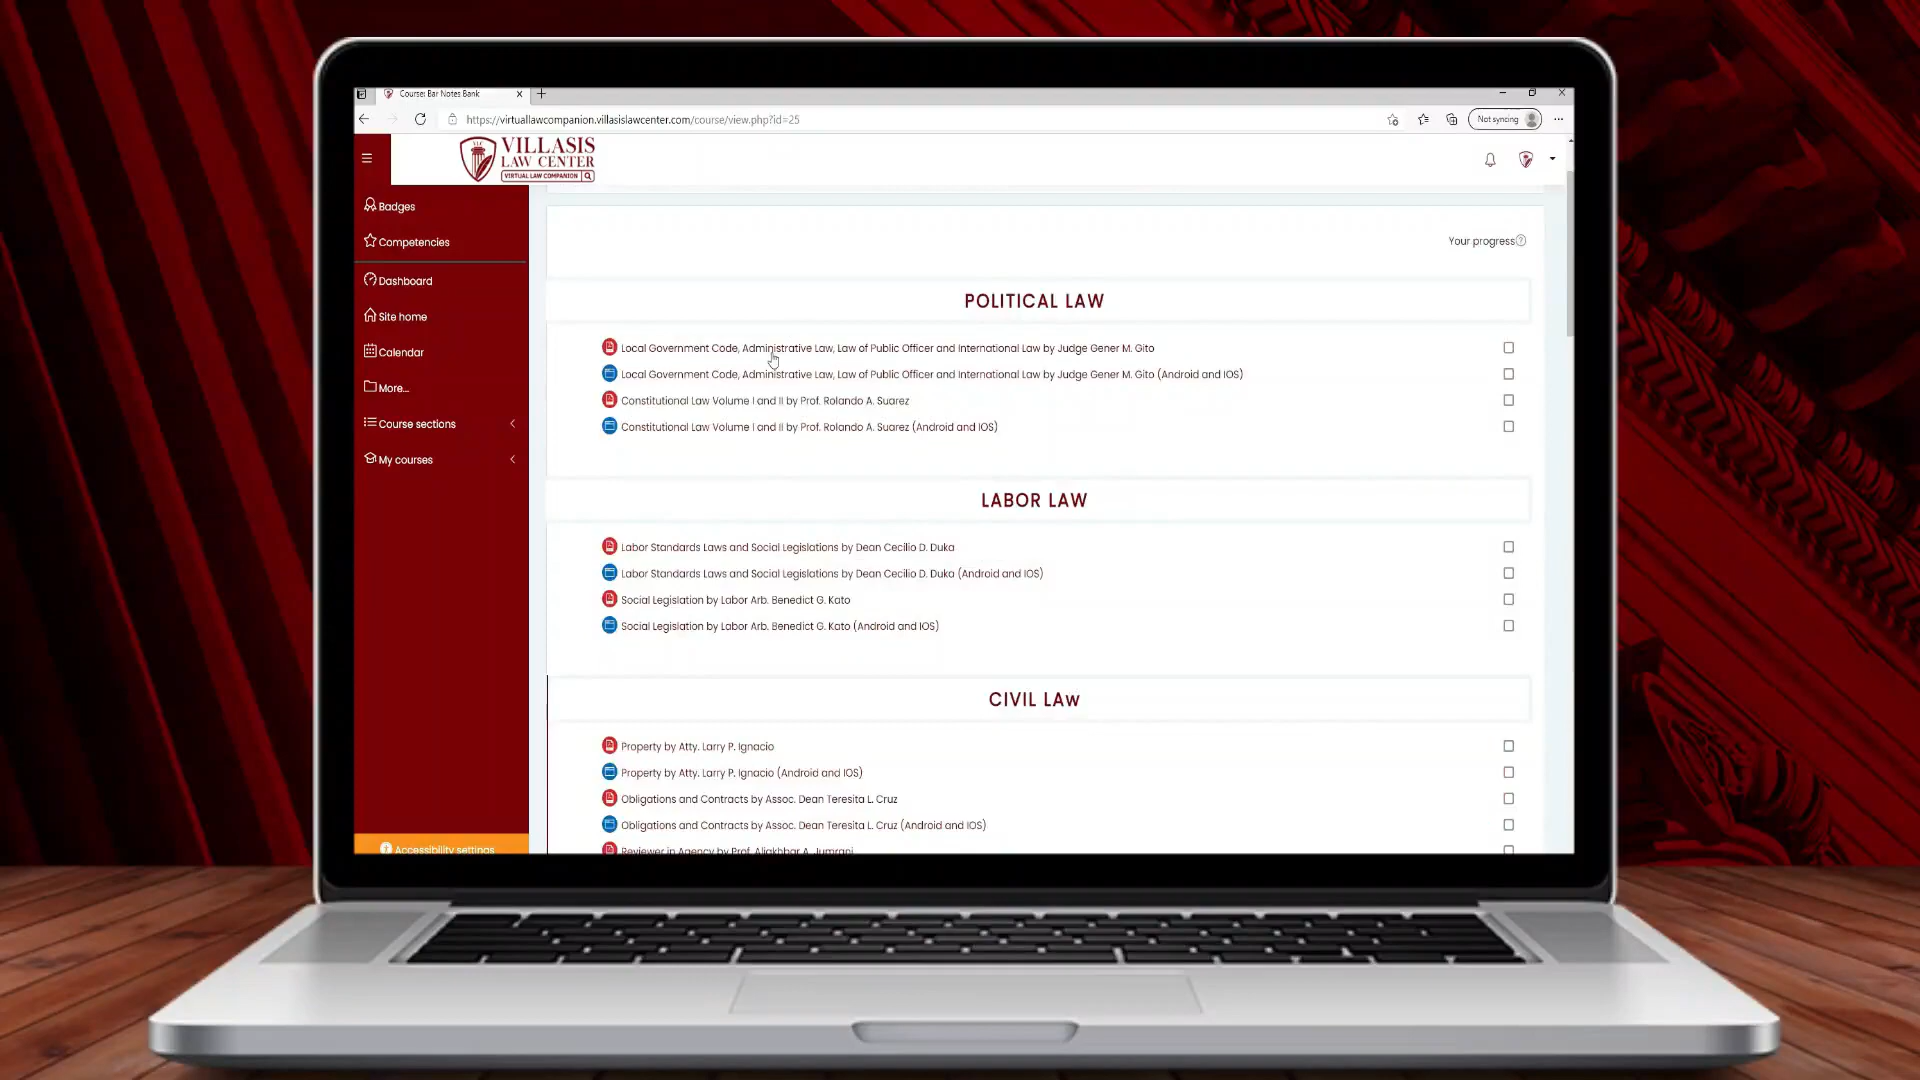 Course: Bar Notes Bank
https://virtuallawcompanion.villasislawcenter.com/course/view.php?id=25
Not syncing
VILLASIS
LAW CENTER
VIRTUAL LAW COMPANION
Badges
Competencies
Dashboard
Site home
Calendar
More...
Course sections
My courses
Accessibility settings
Your progress
POLITICAL LAW
Local Government Code, Administrative Law, Law of Public Officer and International Law by Judge Gener M. Gito
Local Government Code, Administrative Law, Law of Public Officer and International Law by Judge Gener M. Gito (Android and IOS)
Constitutional Law Volume I and II by Prof. Rolando A. Suarez
Constitutional Law Volume I and II by Prof. Rolando A. Suarez (Android and IOS)
LABOR LAW
Labor Standards Laws and Social Legislations by Dean Cecilio D. Duka
Labor Standards Laws and Social Legislations by Dean Cecilio D. Duka (Android and IOS)
Social Legislation by Labor Arb. Benedict G. Kato
Social Legislation by Labor Arb. Benedict G. Kato (Android and IOS)
CIVIL LAw
Property by Atty. Larry P. Ignacio
Property by Atty. Larry P. Ignacio (Android and IOS)
Obligations and Contracts by Assoc. Dean Teresita L. Cruz
Obligations and Contracts by Assoc. Dean Teresita L. Cruz (Android and IOS)
Reviewer in Agency by Prof. Aliakhbar A. Jumrani